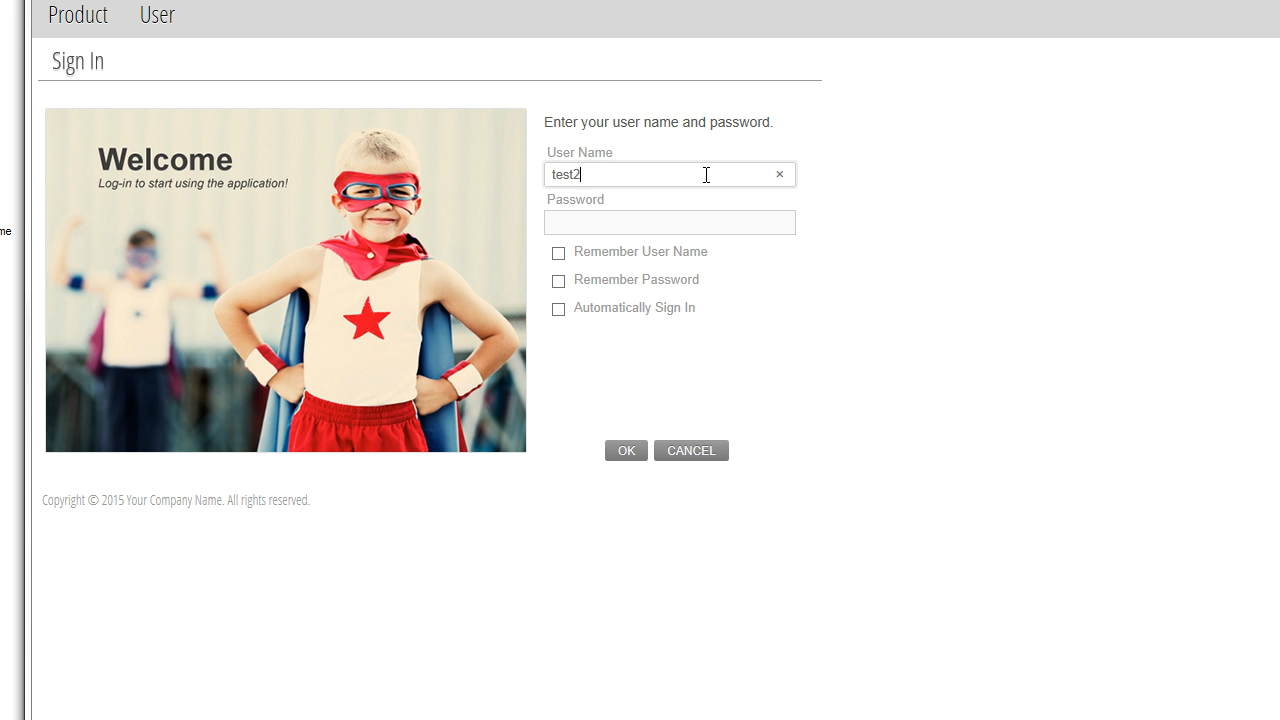 Product User
Sign In
Welcome
Log-in to start using the application!
Enter your user name and password.
User Name
test2 ×
Password
me
Remember User Name
Remember Password
Automatically Sign In
OK CANCEL
Copyright © 2015 Your Company Name. All rights reserved.